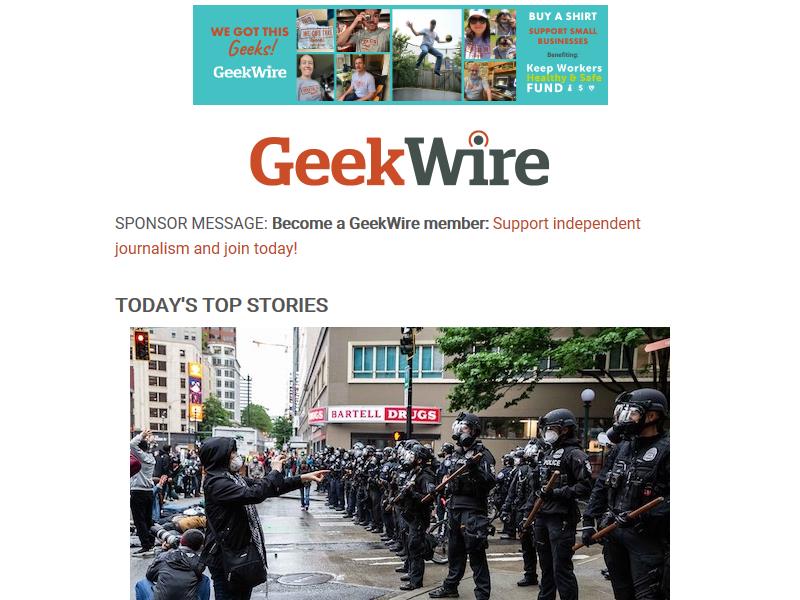 WE GOT THIS
Geeks!
GeekWire
BUY A SHIRT
SUPPORT SMALL
BUSINESSES
Benefiting:
Keep Workers
Healthy & Safe
FUND
GeekWire
SPONSOR MESSAGE: Become a GeekWire member: Support independent
journalism and join today!
TODAY'S TOP STORIES
BARTELL DRUGS
POLICE